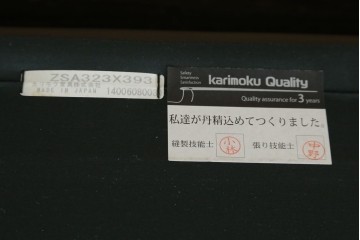 ZSA323X393
MADE IN JAPAN 140060800
Safety
karimoku Quality
Quality assurance for 3 years
私達が丹精込めてつくりました。
縫製技能士 張り技能士